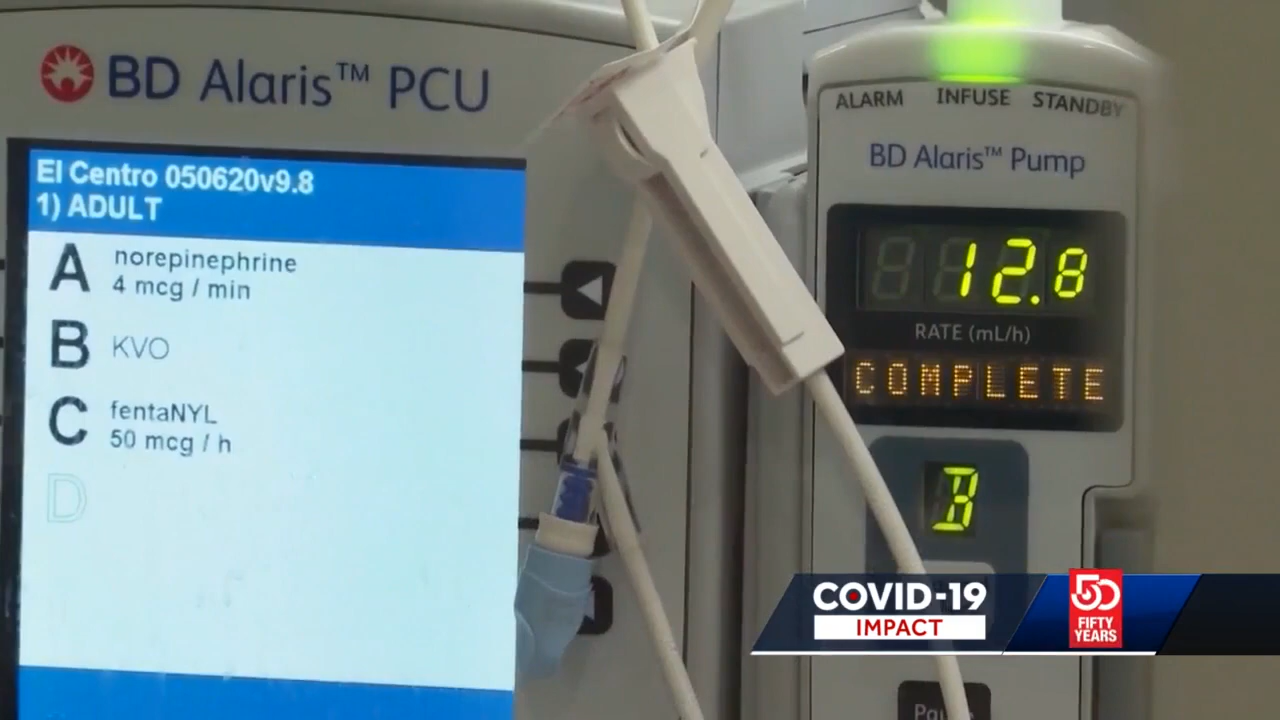 BD Alaris™ PCU
El Centro 050620v9.8
1) ADULT
A norepinephrine
4 mcg / min
B KVO
C fentaNYL
50 mcg / h
D
ALARM INFUSE STANDBY
BD Alaris™ Pump
12.8
RATE (mL/h)
COMPLETE
B
COVID-19
IMPACT
50
FIFTY
YEARS